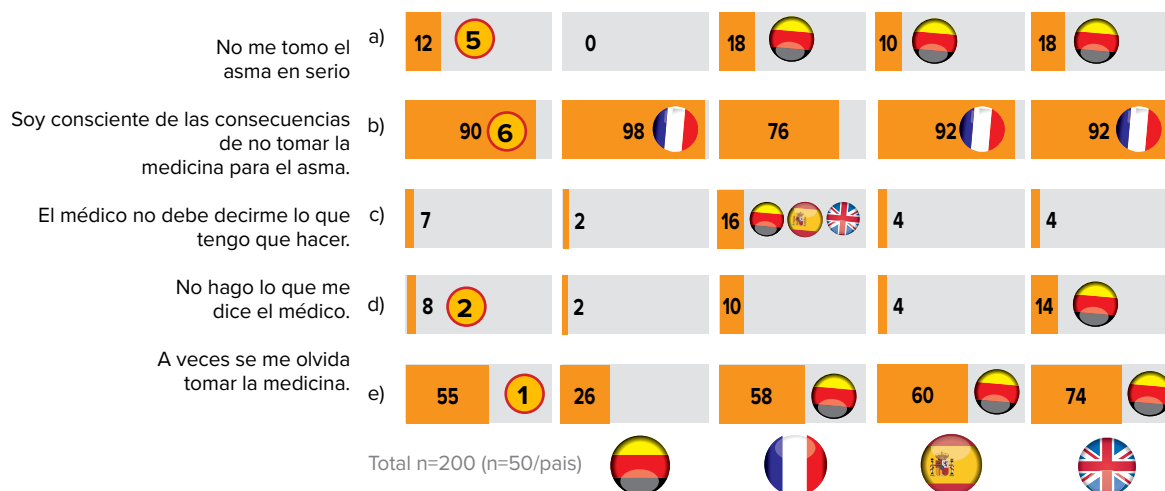 No me tomo el
asma en serio
a)
12
5
0
18
10
18
Soy consciente de las consecuencias
de no tomar la
medicina para el asma.
b)
90
6
98
76
92
92
El médico no debe decirme lo que
tengo que hacer.
c)
7
2
16
4
4
No hago lo que me
dice el médico.
d)
8
2
2
10
4
14
A veces se me olvida
tomar la medicina.
e)
55
1
26
58
60
74
Total n=200 (n=50/pais)